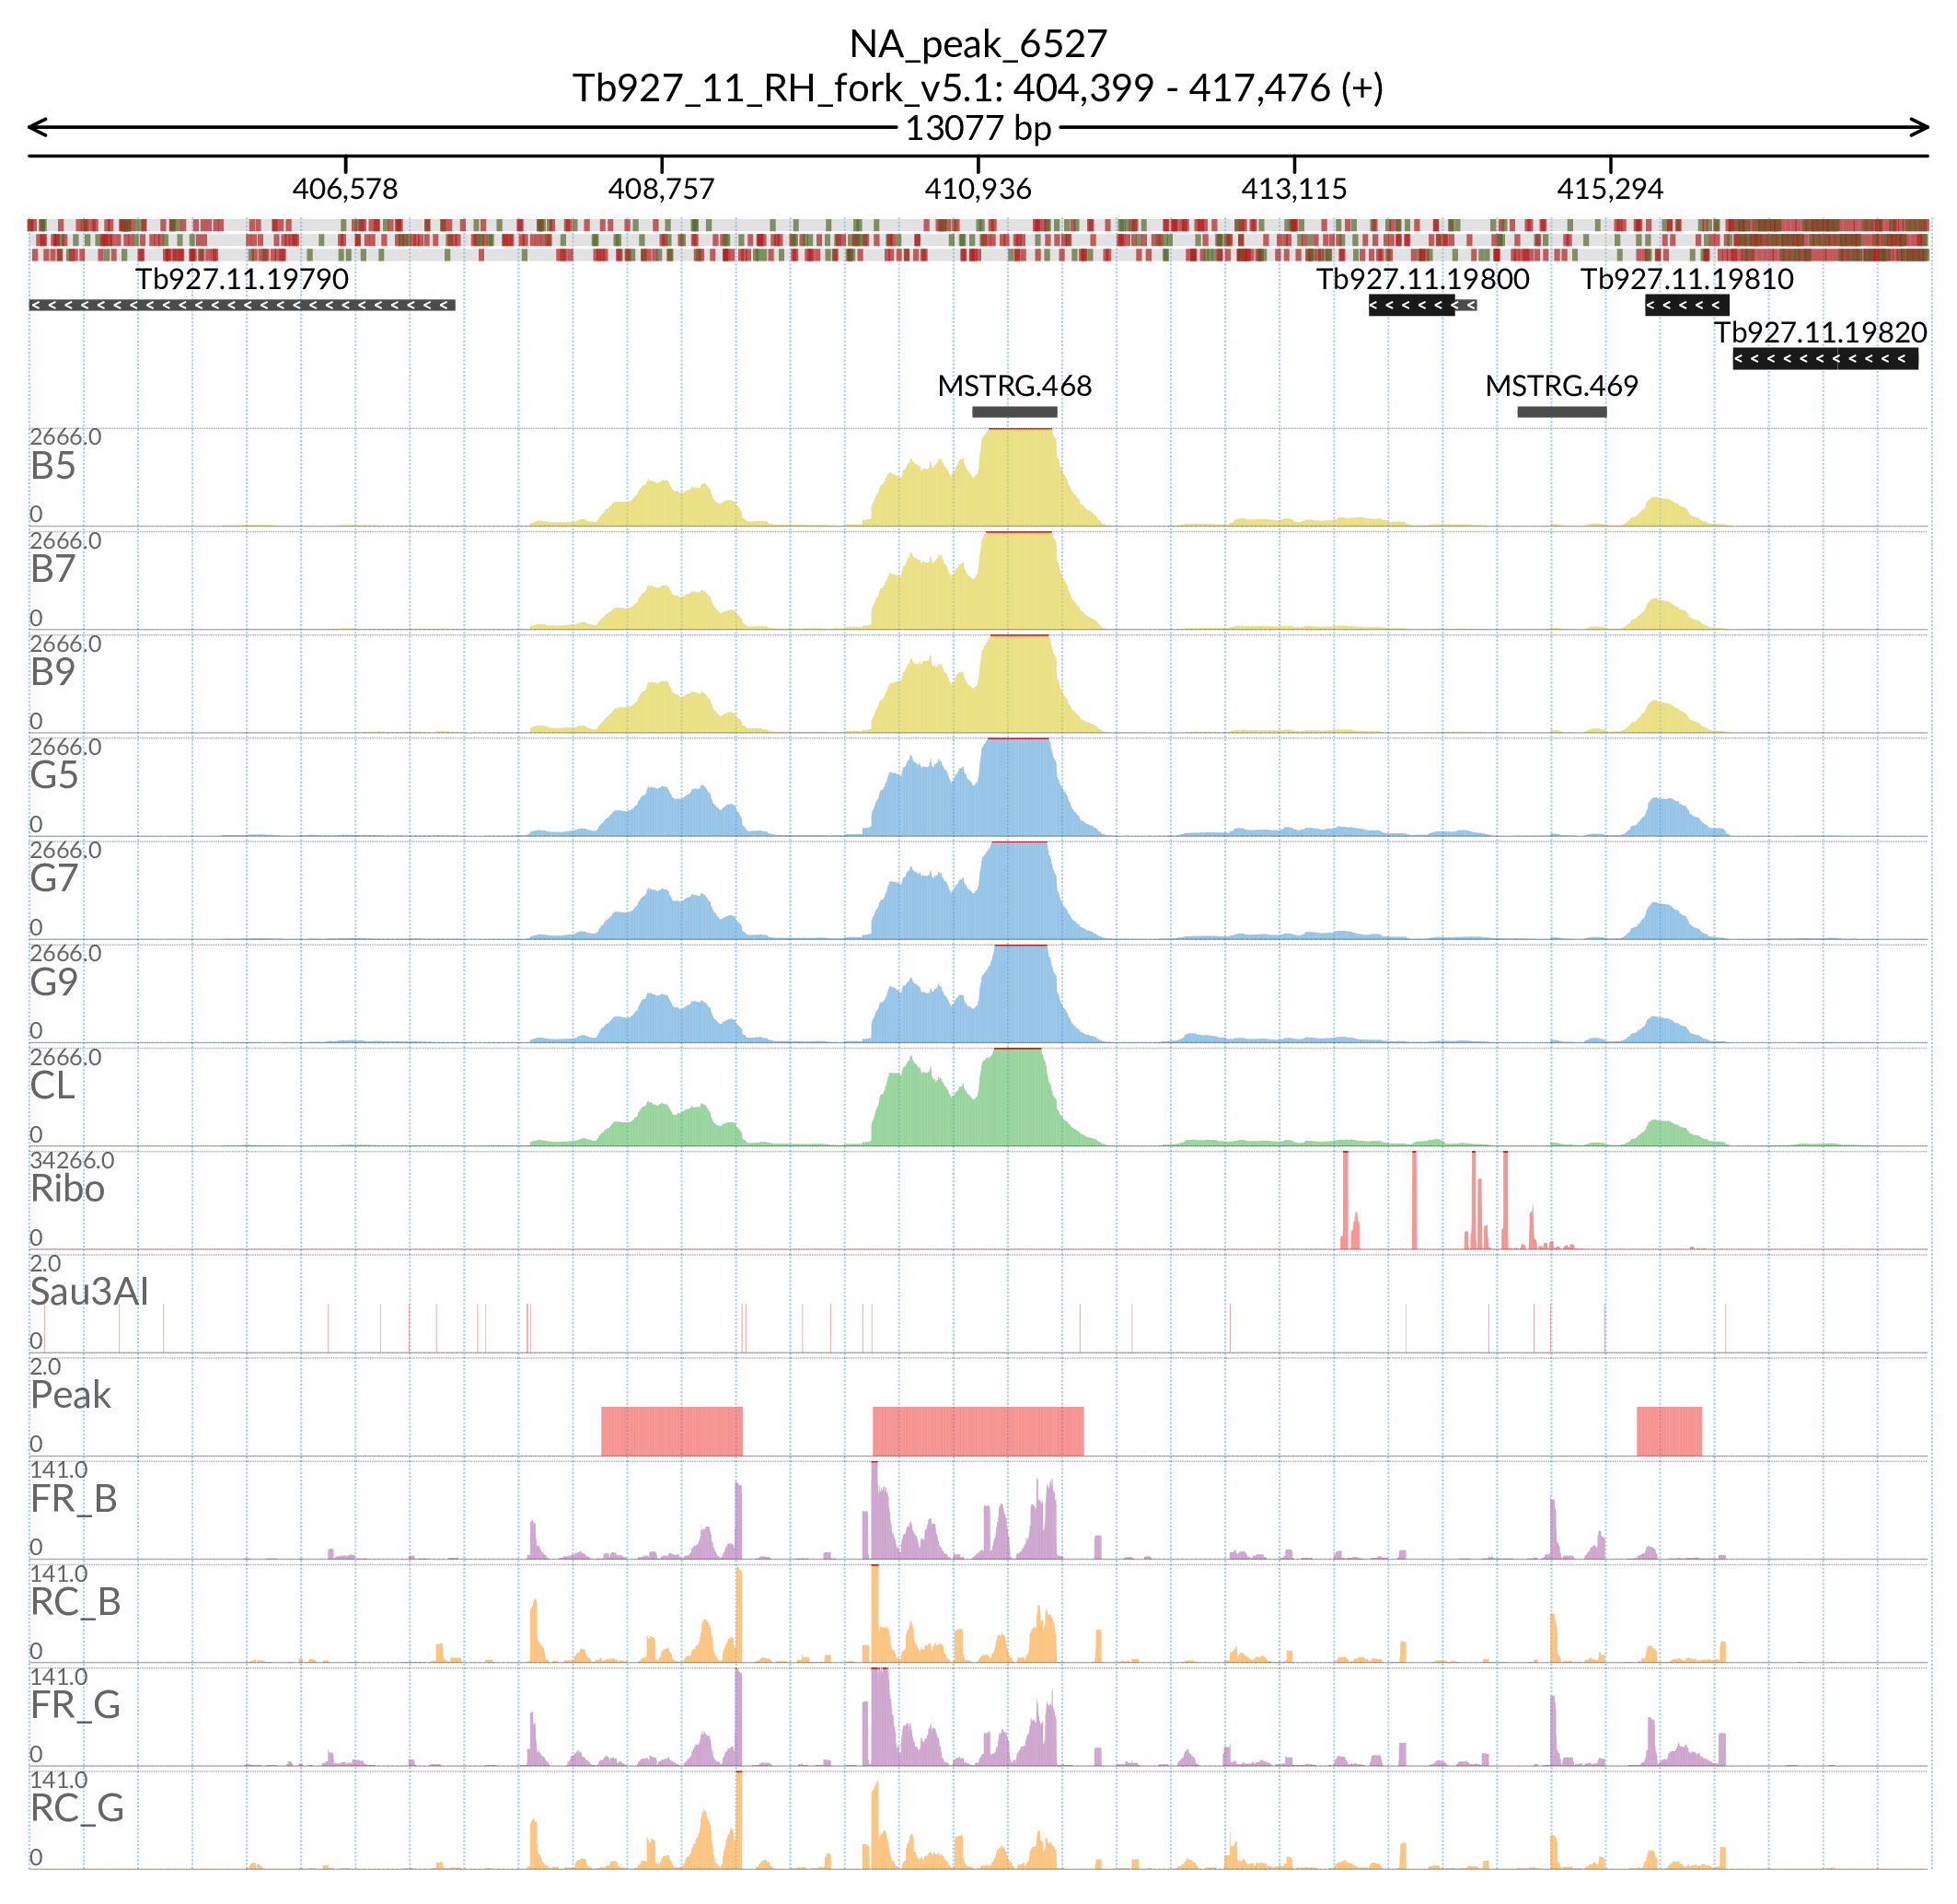 NA_peak_6527
Tb927_11_RH_fork_v5.1: 404,399 - 417,476 (+)
13077 bp
406,578 408,757 410,936 413,115 415,294
Tb927.11.19790 Tb927.11.19800 Tb927.11.19810
Tb927.11.19820
MSTRG.468 MSTRG.469
2666.0
B5
0
2666.0
B7
0
2666.0
B9
0
2666.0
G5
0
2666.0
G7
0
2666.0
G9
0
2666.0
CL
0
34266.0
Ribo
0
2.0
Sau3AI
0
2.0
Peak
0
141.0
FR_B
0
141.0
RC_B
0
141.0
FR_G
0
141.0
RC_G
0